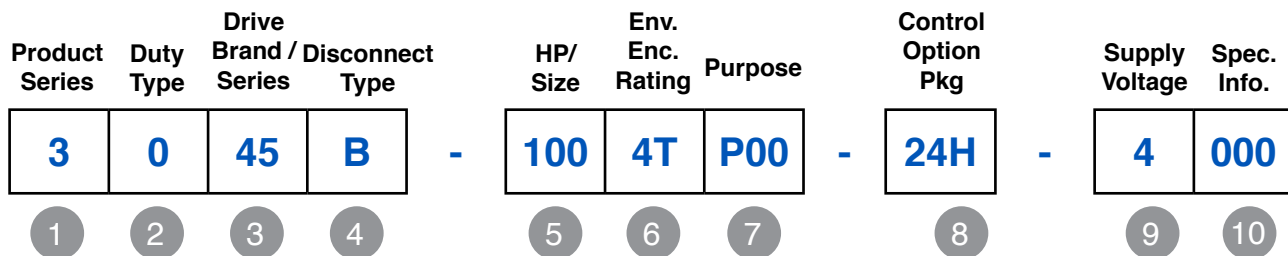 Product Series
Duty Type
Drive Brand / Series
Disconnect Type
HP/ Size
Env. Enc. Rating
Purpose
Control Option Pkg
Supply Voltage
Spec. Info.
3 0 45 B - 100 4T P00 - 24H - 4 000
1 2 3 4 5 6 7 8 9 10